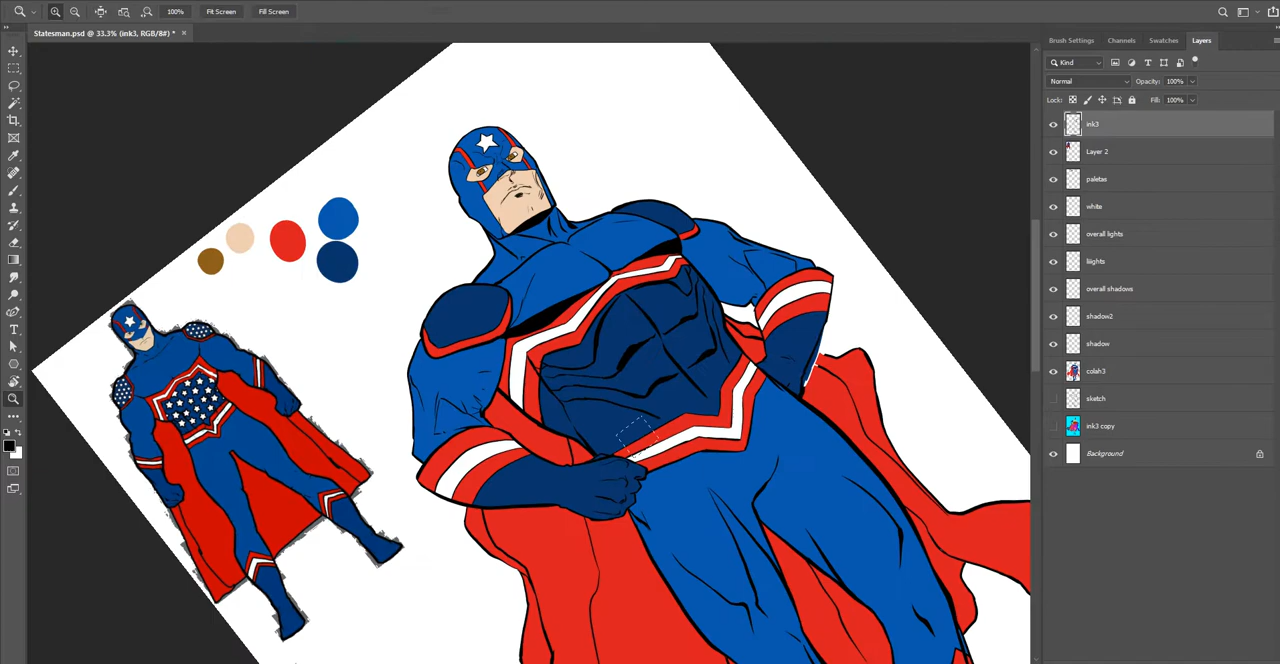 100% Fit Screen Fill Screen
Statesman.psd @ 33.3% (ink3, RGB/8#) * ×
Brush Settings Channels Swatches Layers
Kind
Normal Opacity: 100%
Lock: Fill: 100%
ink3
Layer 2
paletas
white
overall lights
liiights
overall shadows
shadow2
shadow
colah3
sketch
ink3 copy
Background